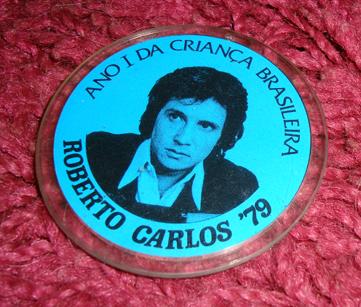 ANO I DA CRIANÇA BRASILEIRA
ROBERTO CARLOS '79